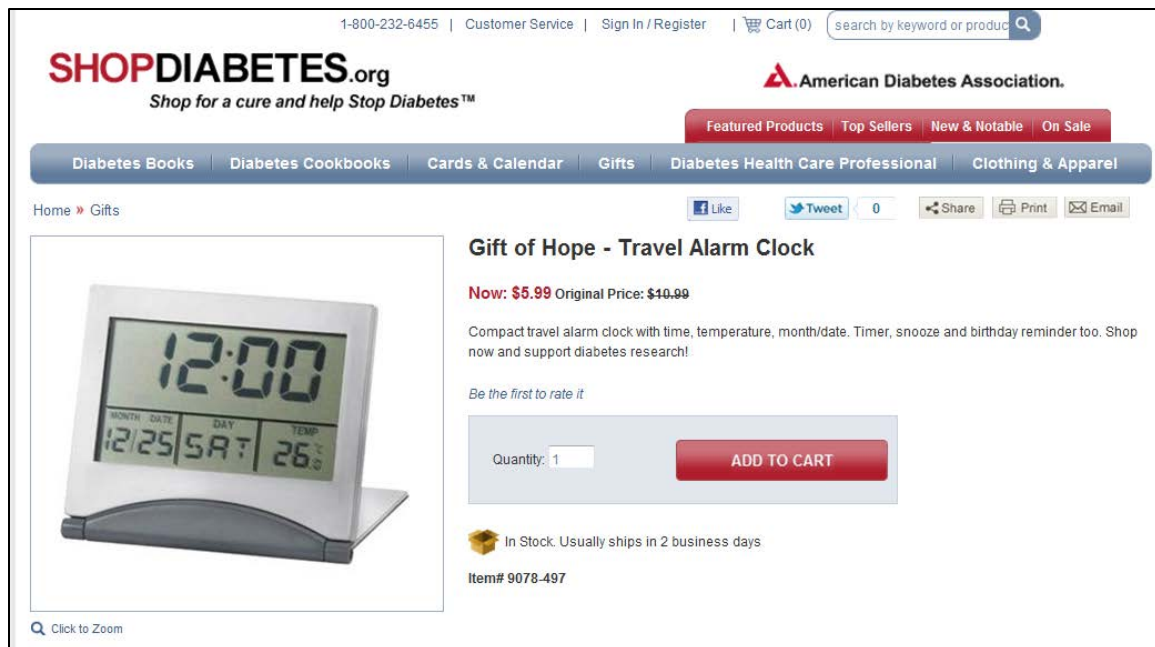 1-800-232-6455 | Customer Service | Sign In / Register | Cart (0) search by keyword or produc
SHOPDIABETES.org
Shop for a cure and help Stop Diabetes™
American Diabetes Association.
Featured Products Top Sellers New & Notable On Sale
Diabetes Books Diabetes Cookbooks Cards & Calendar Gifts Diabetes Health Care Professional Clothing & Apparel
Home » Gifts
Like Tweet 0 Share Print Email
Gift of Hope - Travel Alarm Clock
Now: $5.99 Original Price: $10.99
Compact travel alarm clock with time, temperature, month/date. Timer, snooze and birthday reminder too. Shop
now and support diabetes research!
Be the first to rate it
Quantity: 1 ADD TO CART
In Stock. Usually ships in 2 business days
Item# 9078-497
12:00
MONTH DATE DAY TEMP
12/25 SAT 26
Click to Zoom